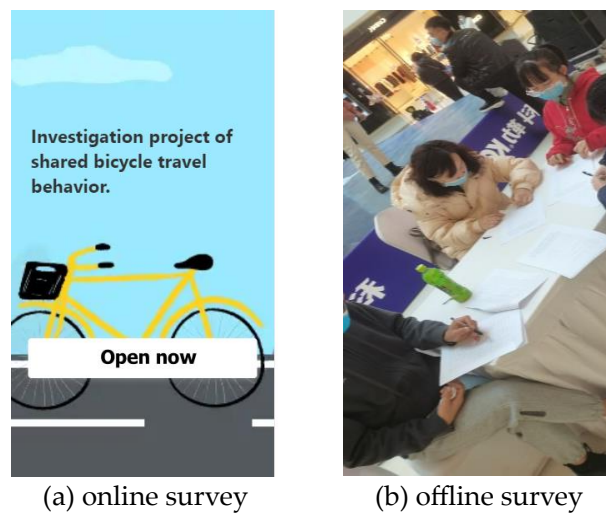 Investigation project of
shared bicycle travel
behavior.
Open now
(a) online survey
(b) offline survey